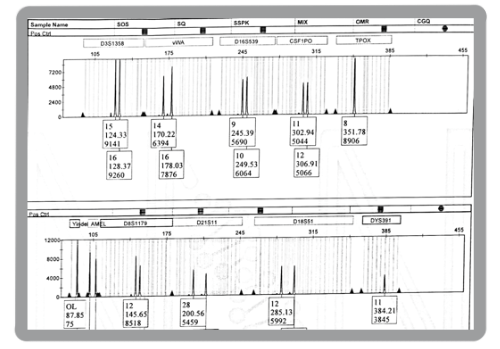 Sample Name SOS SQ SSPK MIX OMR CGQ
Pos Ctrl
D3S1358 vWA D16S539 CSF1PO TPOX
105 175 245 315 385 455
7200
4800
2400
0
15 14 9 11 8
124.33 170.22 245.39 302.94 351.78
9141 6394 5690 5044 8906
16 16 10 12
128.37 178.03 249.53 306.91
9260 7876 6064 5066
Pos Ctrl
Yindel AMEL D8S1179 D21S11 D18S51 DYS391
105 175 245 315 385 455
12000
8000
4000
0
OL 12 28 12 11
87.85 145.65 200.56 285.13 384.21
75 8518 5459 5992 3845